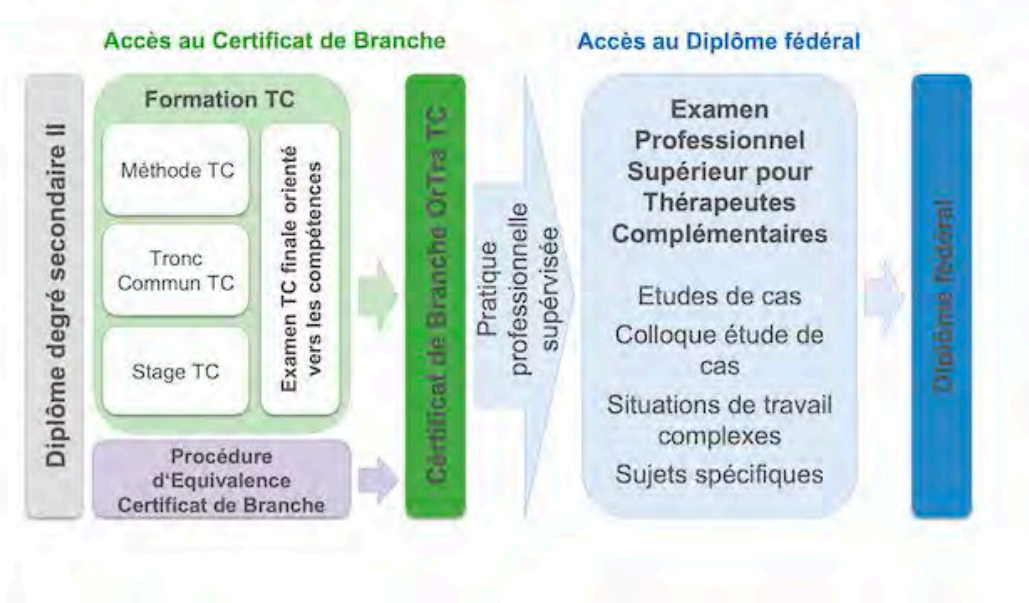 Accès au Certificat de Branche
Accès au Diplôme fédéral
Diplôme degré secondaire II
Formation TC
Méthode TC
Tronc
Commun TC
Stage TC
Examen TC finale orienté
vers les compétences
Procédure
d'Equivalence
Certificat de Branche
Cértificat de Branche OrTra TC
Pratique
professionnelle
supérvisée
Examen
Professionnel
Supérieur pour
Thérapeutes
Complémentaires
Etudes de cas
Colloque étude de
cas
Situations de travail
complexes
Sujets spécifiques
Diplôme fédéral